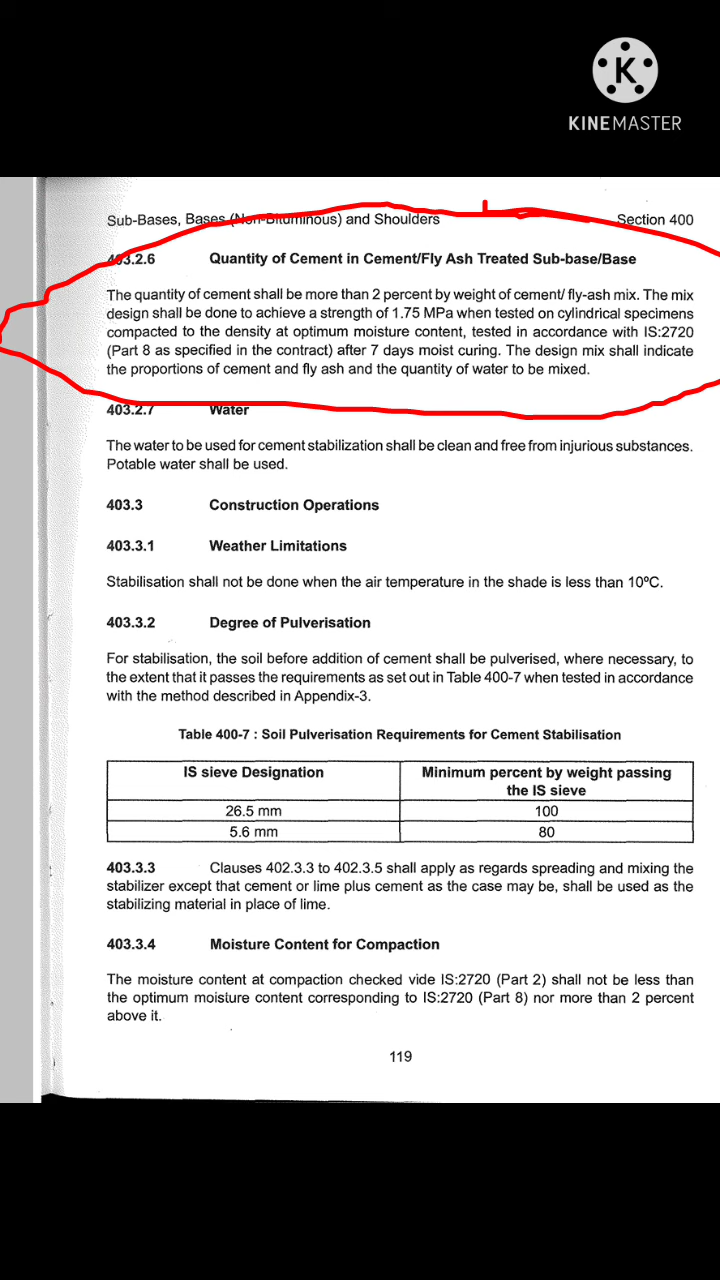 KINEMASTER
Sub-Bases, Bases (Non-Bituminous) and Shoulders Section 400
403.2.6 Quantity of Cement in Cement/Fly Ash Treated Sub-base/Base
The quantity of cement shall be more than 2 percent by weight of cement/ fly-ash mix. The mix
design shall be done to achieve a strength of 1.75 MPa when tested on cylindrical specimens
compacted to the density at optimum moisture content, tested in accordance with IS:2720
(Part 8 as specified in the contract) after 7 days moist curing. The design mix shall indicate
the proportions of cement and fly ash and the quantity of water to be mixed.
403.2.7 Water
The water to be used for cement stabilization shall be clean and free from injurious substances.
Potable water shall be used.
403.3 Construction Operations
403.3.1 Weather Limitations
Stabilisation shall not be done when the air temperature in the shade is less than 10ºC.
403.3.2 Degree of Pulverisation
For stabilisation, the soil before addition of cement shall be pulverised, where necessary, to
the extent that it passes the requirements as set out in Table 400-7 when tested in accordance
with the method described in Appendix-3.
Table 400-7 : Soil Pulverisation Requirements for Cement Stabilisation
IS sieve Designation Minimum percent by weight passing
the IS sieve
26.5 mm 100
5.6 mm 80
403.3.3 Clauses 402.3.3 to 402.3.5 shall apply as regards spreading and mixing the
stabilizer except that cement or lime plus cement as the case may be, shall be used as the
stabilizing material in place of lime.
403.3.4 Moisture Content for Compaction
The moisture content at compaction checked vide IS:2720 (Part 2) shall not be less than
the optimum moisture content corresponding to IS:2720 (Part 8) nor more than 2 percent
above it.
119